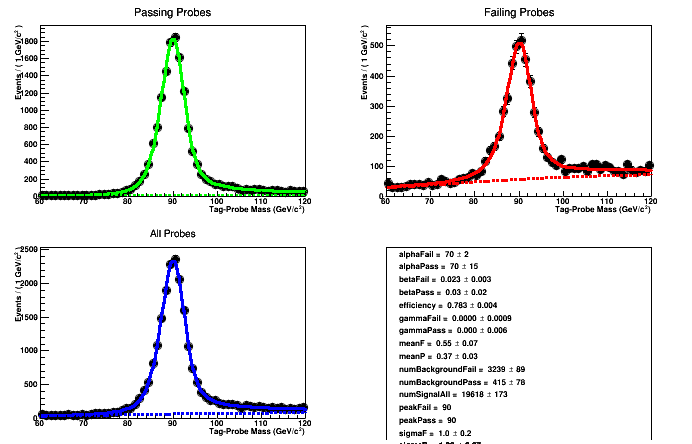 Passing Probes
Failing Probes
Events / ( 1 GeV/c² )
1800
1600
1400
1200
1000
800
600
400
200
0
60 70 80 90 100 110 120
Tag-Probe Mass (GeV/c²)
Events / ( 1 GeV/c² )
500
400
300
200
100
0
60 70 80 90 100 110 120
Tag-Probe Mass (GeV/c²)
All Probes
Events / ( 1 GeV/c² )
2500
2000
1500
1000
500
0
60 70 80 90 100 110 120
Tag-Probe Mass (GeV/c²)
alphaFail = 70 ± 2
alphaPass = 70 ± 15
betaFail = 0.023 ± 0.003
betaPass = 0.03 ± 0.02
efficiency = 0.783 ± 0.004
gammaFail = 0.0000 ± 0.0009
gammaPass = 0.000 ± 0.006
meanF = 0.55 ± 0.07
meanP = 0.37 ± 0.03
numBackgroundFail = 3239 ± 89
numBackgroundPass = 415 ± 78
numSignalAll = 19618 ± 173
peakFail = 90
peakPass = 90
sigmaF = 1.0 ± 0.2